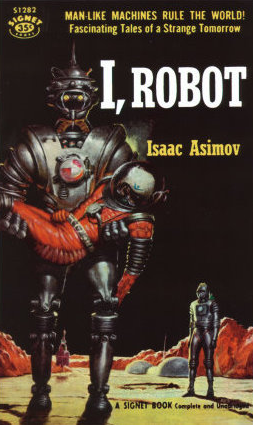 S1282
SIGNET
35¢
BOOKS
MAN-LIKE MACHINES RULE THE WORLD!
Fascinating Tales of a Strange Tomorrow
I, ROBOT
Isaac Asimov
A SIGNET BOOK Complete and Unabridged